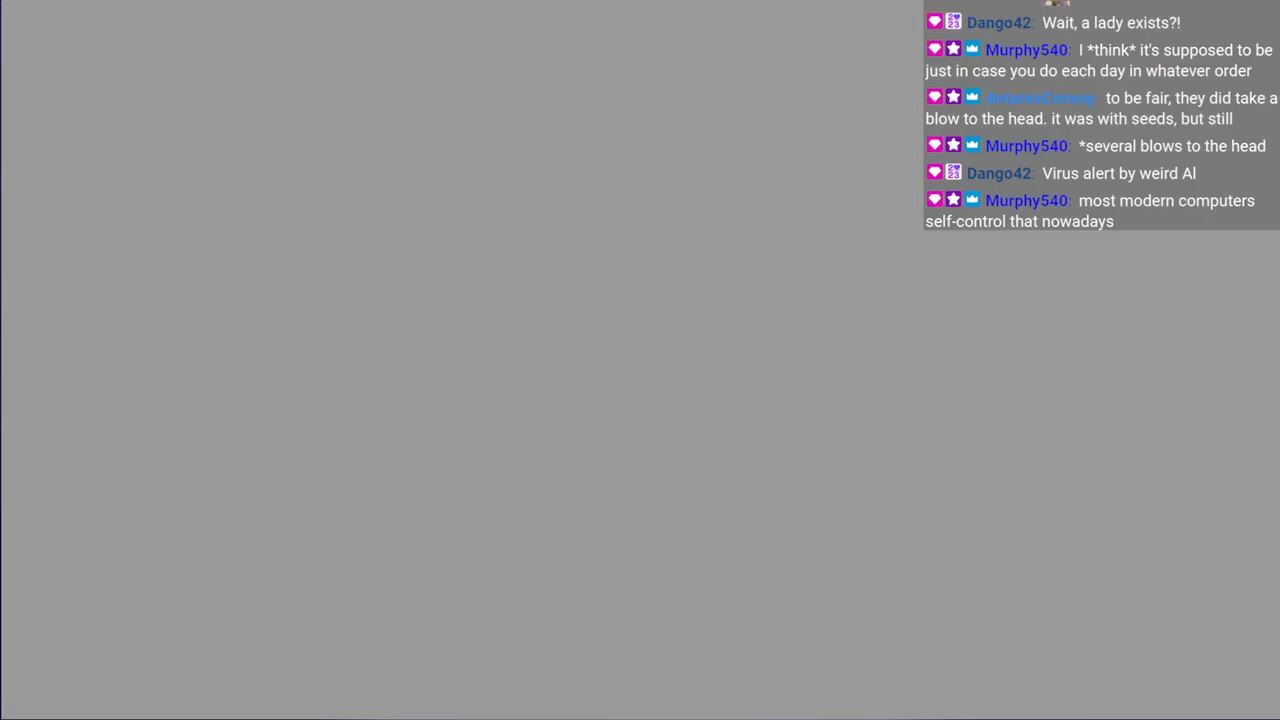 Dango42: Wait, a lady exists?!
Murphy540: I *think* it's supposed to be
just in case you do each day in whatever order
to be fair, they did take a
blow to the head. it was with seeds, but still
Murphy540: *several blows to the head
Dango42: Virus alert by weird AI
Murphy540: most modern computers
self-control that nowadays